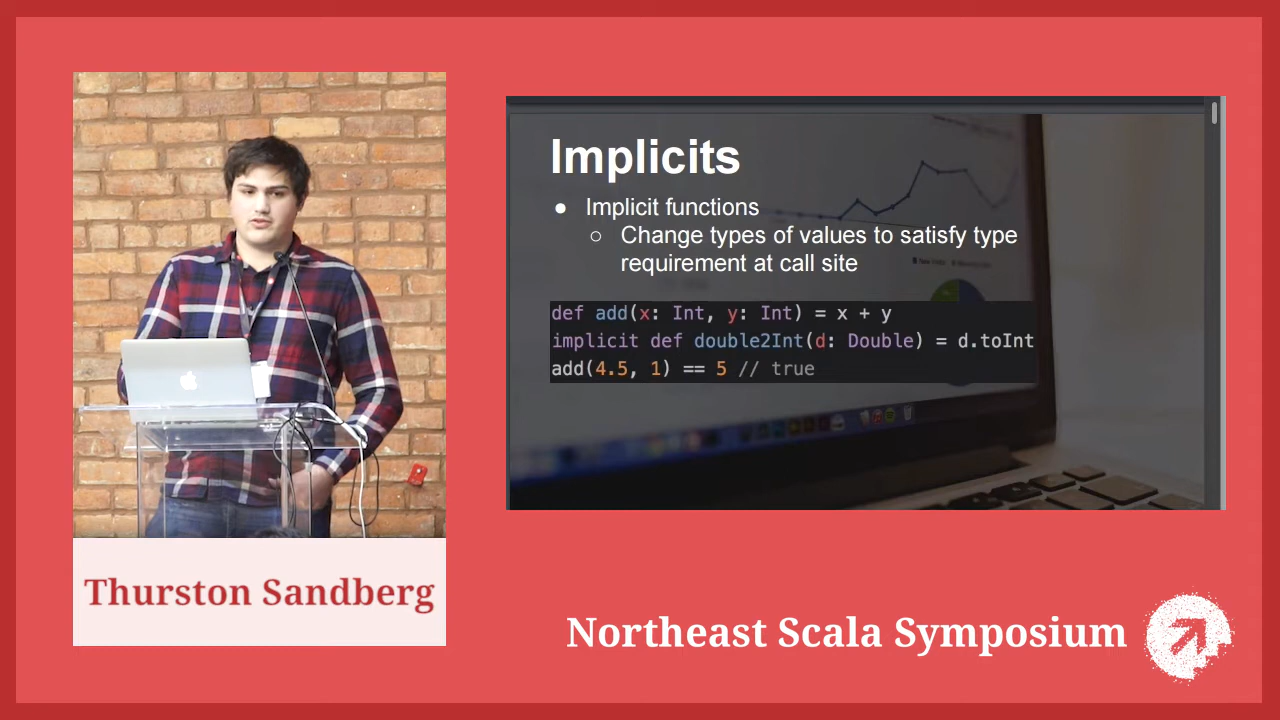 Implicits
● Implicit functions
○ Change types of values to satisfy type
requirement at call site
def add(x: Int, y: Int) = x + y
implicit def double2Int(d: Double) = d.toInt
add(4.5, 1) == 5 // true
Thurston Sandberg
Northeast Scala Symposium